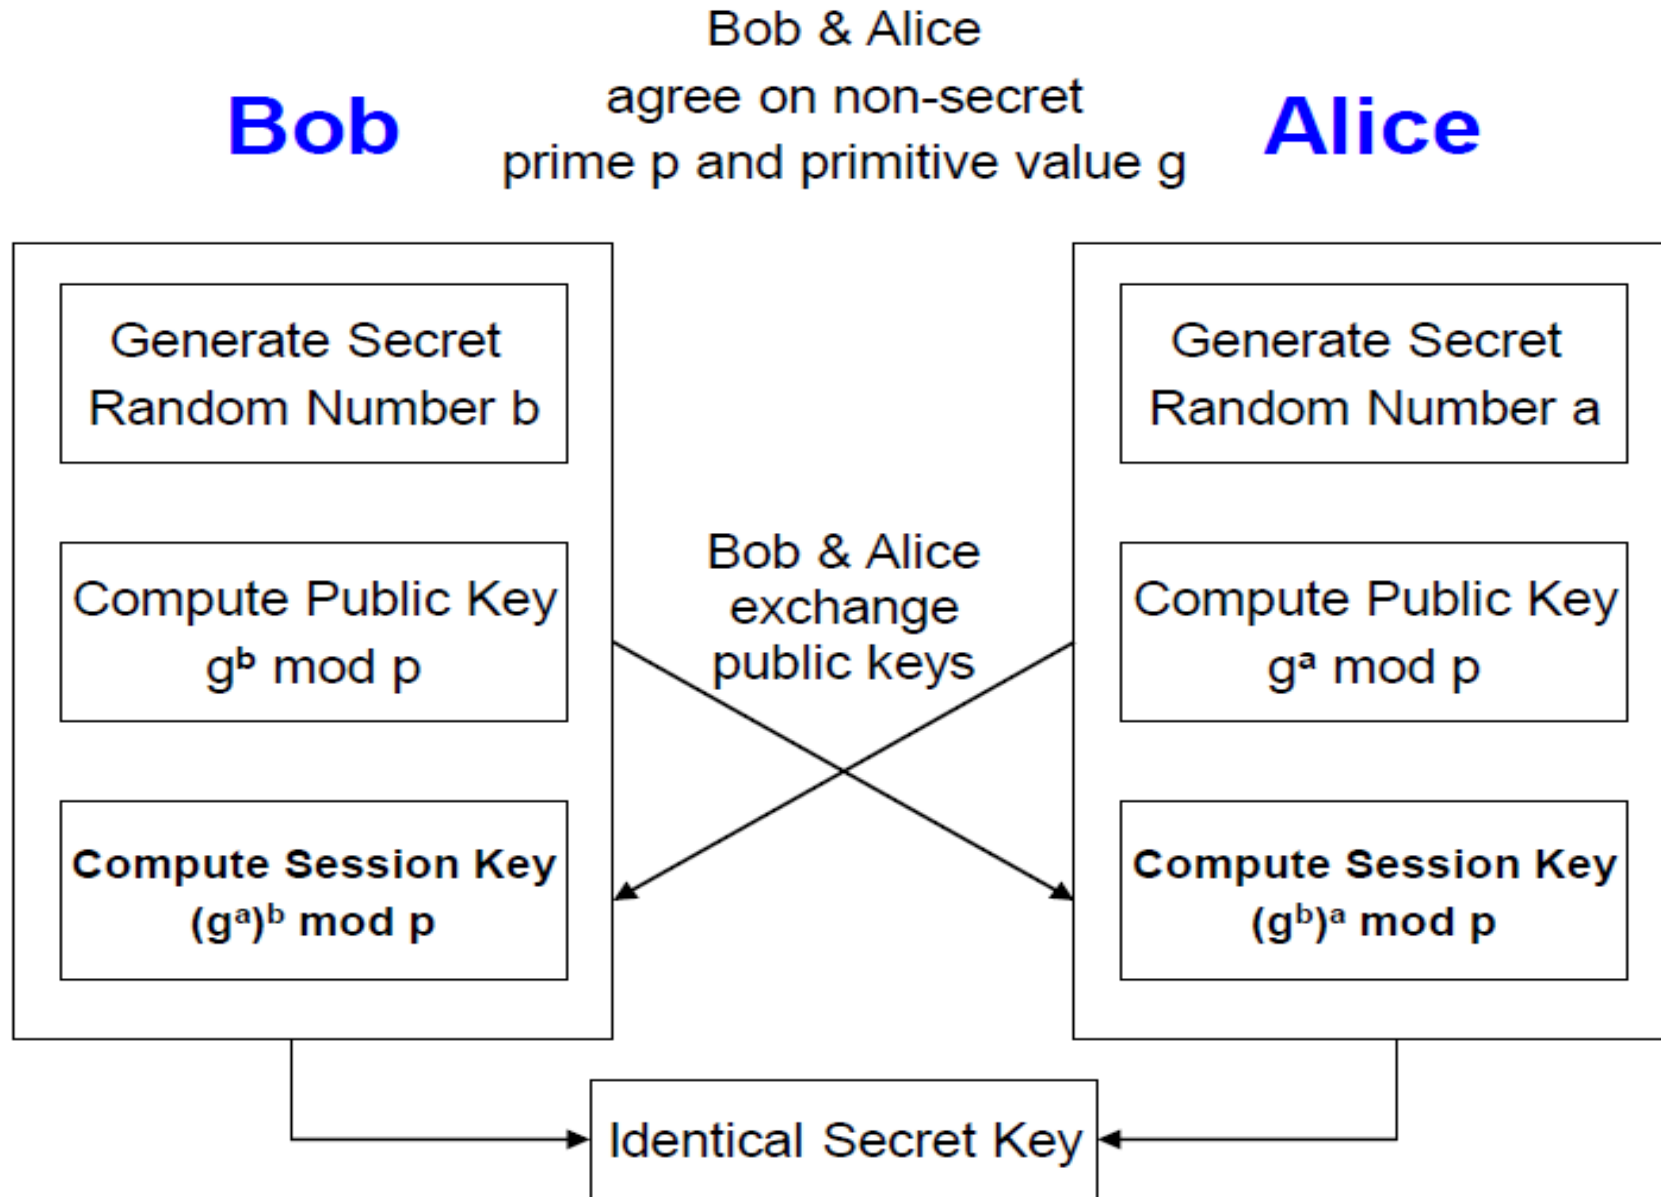 Bob & Alice
agree on non-secret
prime p and primitive value g
Bob
Alice
Generate Secret
Random Number b
Compute Public Key
gᵇ mod p
Compute Session Key
(gᵃ)ᵇ mod p
Bob & Alice
exchange
public keys
Generate Secret
Random Number a
Compute Public Key
gᵃ mod p
Compute Session Key
(gᵇ)ᵃ mod p
Identical Secret Key